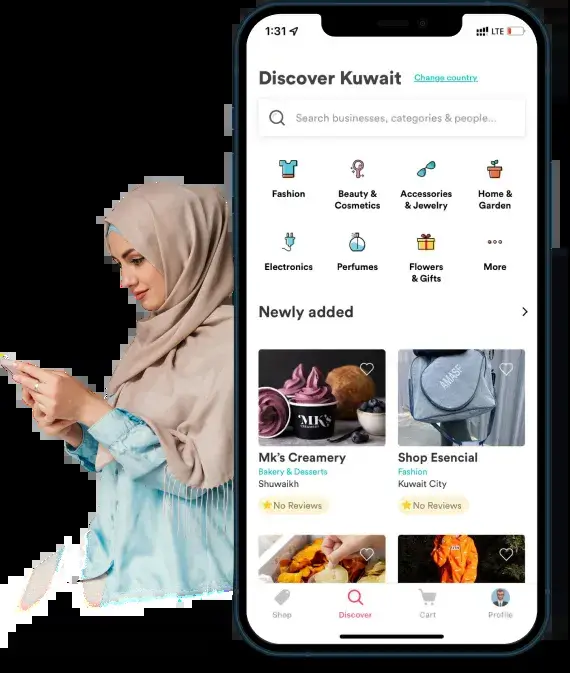 1:31
LTE
Discover Kuwait
Change country
Search businesses, categories & people...
Fashion
Beauty &
Cosmetics
Accessories
& Jewelry
Home &
Garden
Electronics
Perfumes
Flowers
& Gifts
More
Newly added
MK's
AMASÉ
Mk's Creamery
Bakery & Desserts
Shuwaikh
No Reviews
Shop Esencial
Fashion
Kuwait City
No Reviews
Shop
Discover
Cart
Profile